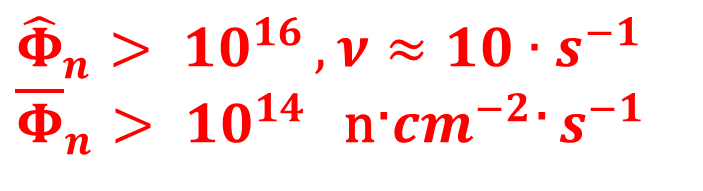 Φ̂ₙ > 10¹⁶ , ν ≈ 10 · s⁻¹
Φ̅ₙ > 10¹⁴ n·cm⁻² · s⁻¹